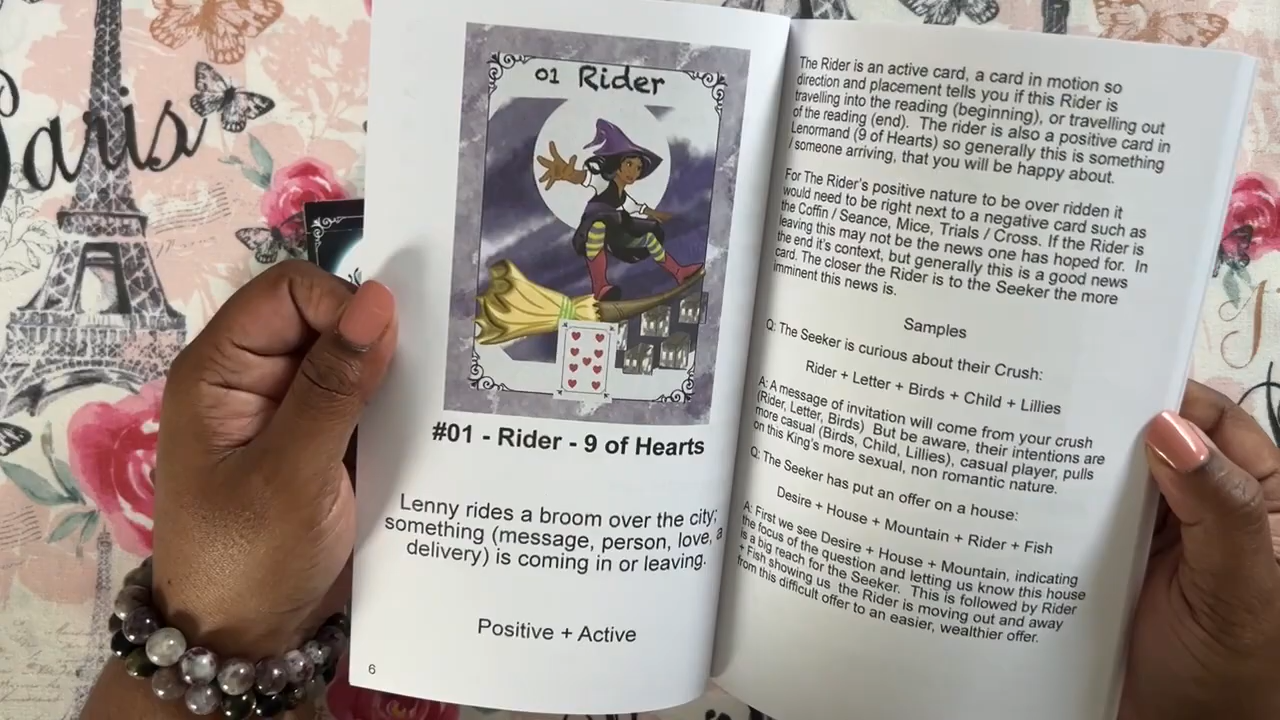 Paris
01 Rider
#01 - Rider - 9 of Hearts
Lenny rides a broom over the city;
something (message, person, love, a
delivery) is coming in or leaving.
Positive + Active
6
The Rider is an active card, a card in motion so
direction and placement tells you if this Rider is
travelling into the reading (beginning), or travelling out
of the reading (end). The rider is also a positive card in
Lenormand (9 of Hearts) so generally this is something
/ someone arriving, that you will be happy about.
For The Rider's positive nature to be over ridden it
would need to be right next to a negative card such as
the Coffin / Seance, Mice, Trials / Cross. If the Rider is
leaving this may not be the news one has hoped for. In
the end it's context, but generally this is a good news
card. The closer the Rider is to the Seeker the more
imminent this news is.
Samples
Q: The Seeker is curious about their Crush:
Rider + Letter + Birds + Child + Lillies
A: A message of invitation will come from your crush
(Rider, Letter, Birds) But be aware, their intentions are
more casual (Birds, Child, Lillies), casual player, pulls
on this King's more sexual, non romantic nature.
Q: The Seeker has put an offer on a house:
Desire + House + Mountain + Rider + Fish
A: First we see Desire + House + Mountain, indicating
the focus of the question and letting us know this house
is a big reach for the Seeker. This is followed by Rider
+ Fish showing us the Rider is moving out and away
from this difficult offer to an easier, wealthier offer.